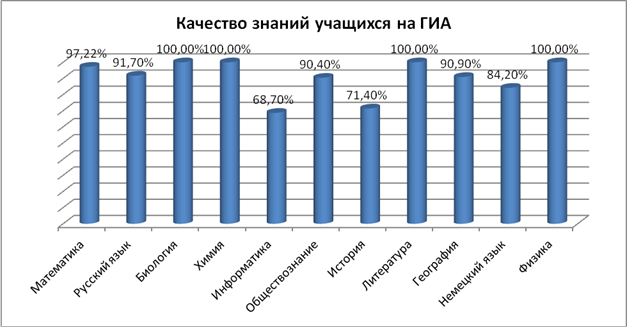 Качество знаний учащихся на ГИА
97,22%
91,70%
100,00%
100,00%
68,70%
90,40%
71,40%
100,00%
90,90%
84,20%
100,00%
Математика
Русский язык
Биология
Химия
Информатика
Обществознание
История
Литература
География
Немецкий язык
Физика